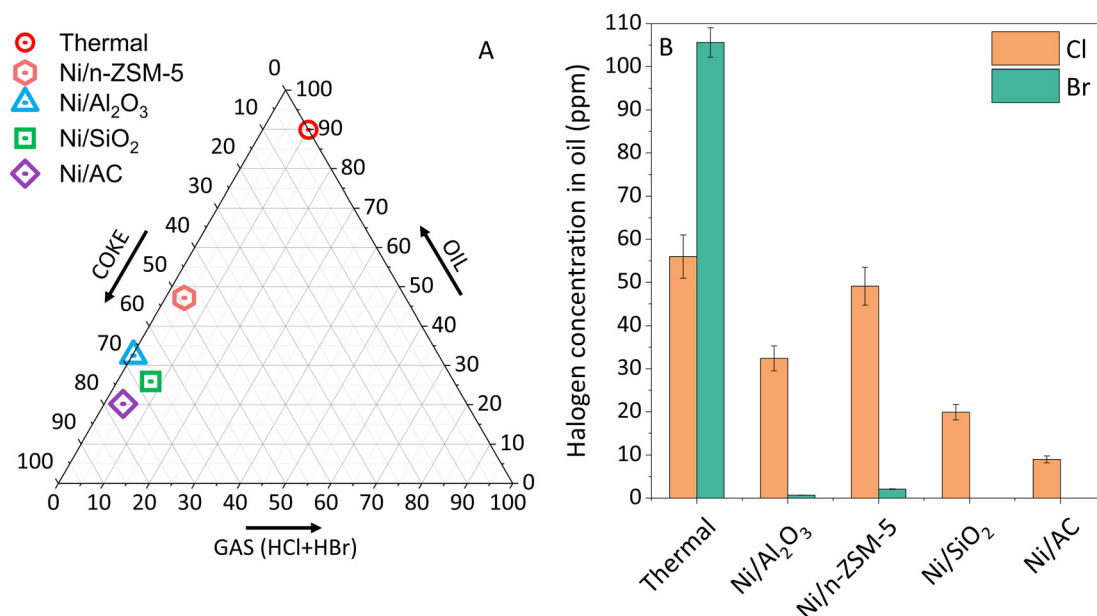 A
Thermal
Ni/n-ZSM-5
Ni/Al₂O₃
Ni/SiO₂
Ni/AC
0
10
20
30
40
50
60
70
80
90
100
100
90
80
70
60
50
40
30
20
10
0
0 10 20 30 40 50 60 70 80 90 100
COKE
OIL
GAS (HCl+HBr)
B
Cl
Br
Halogen concentration in oil (ppm)
110
100
90
80
70
60
50
40
30
20
10
0
Thermal
Ni/Al₂O₃
Ni/n-ZSM-5
Ni/SiO₂
Ni/AC